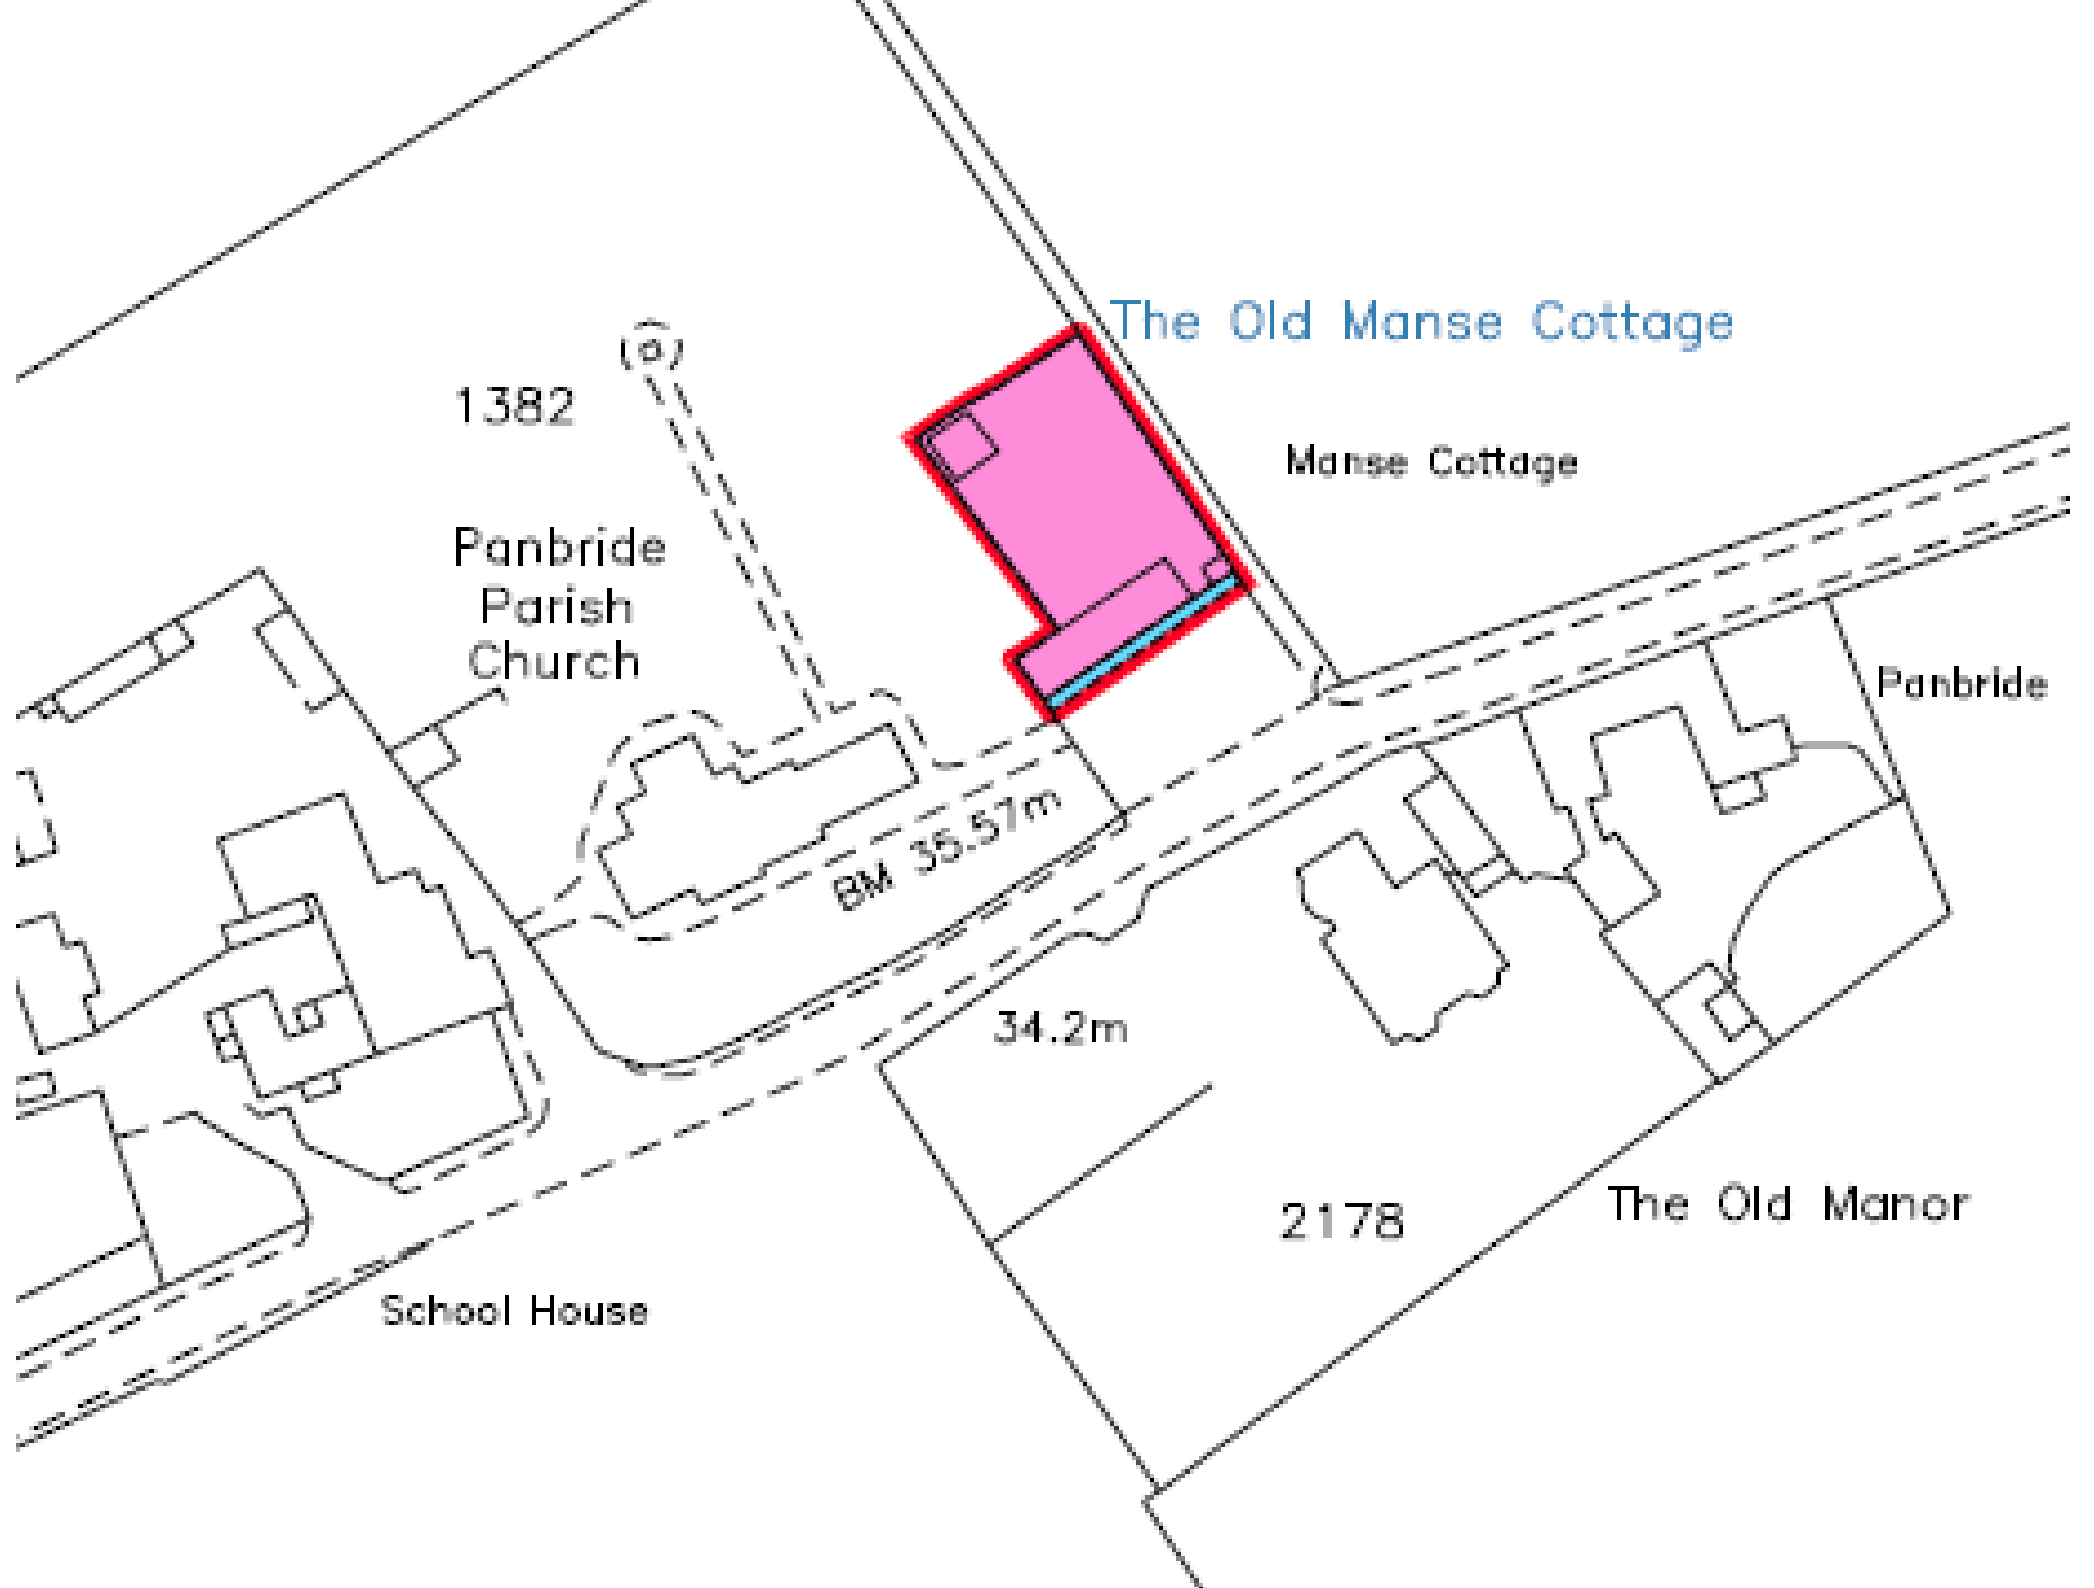 The Old Manse Cottage
(a)
1382
Manse Cottage
Panbride
Parish
Church
Panbride
BM 35.57m
34.2m
The Old Manor
2178
School House